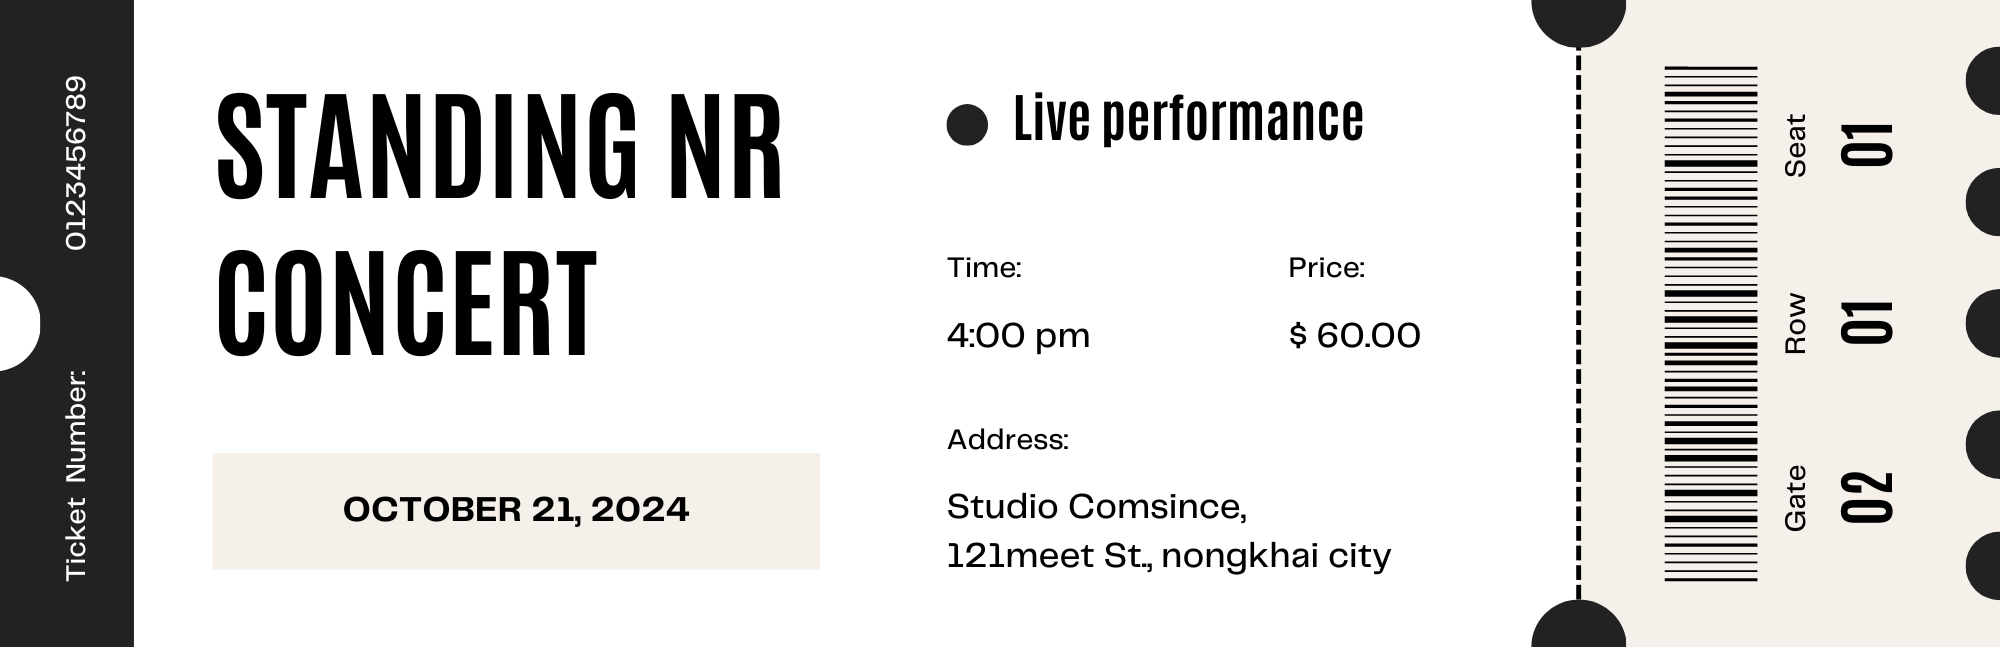 Ticket Number: 0123456789
STANDING NR
CONCERT
OCTOBER 21, 2024
Live performance
Time:
4:00 pm
Price:
$ 60.00
Address:
Studio Comsince,
121meet St., nongkhai city
Gate Row Seat
02 01 01